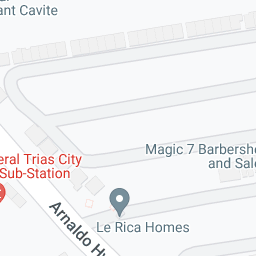 ant Cavite
Magic 7 Barbershe
and Sal
eral Trias City
Sub-Station
Arnaldo H
Le Rica Homes